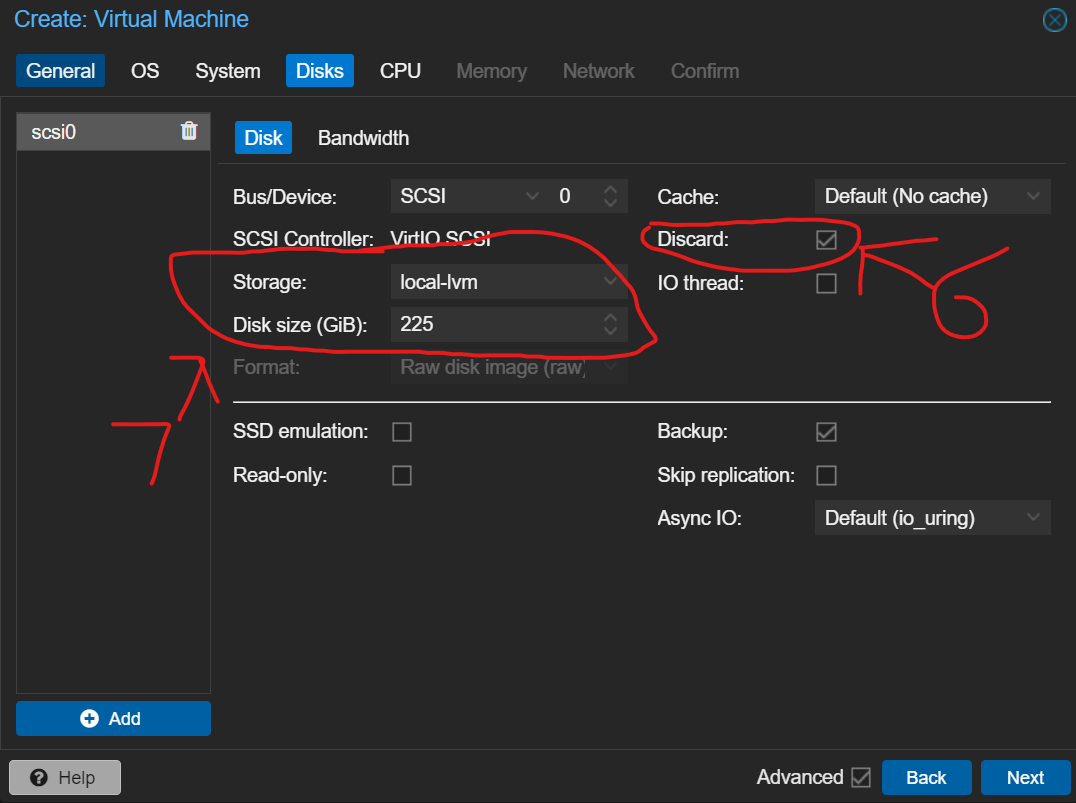 Create: Virtual Machine
General OS System Disks CPU Memory Network Confirm
scsi0
Disk Bandwidth
Bus/Device: SCSI 0 Cache: Default (No cache)
SCSI Controller: VirtIO SCSI Discard:
Storage: local-lvm IO thread:
6
Disk size (GiB): 225
Format: Raw disk image (raw)
7
SSD emulation: Backup:
Read-only: Skip replication:
Async IO: Default (io_uring)
Add
Help Advanced Back Next